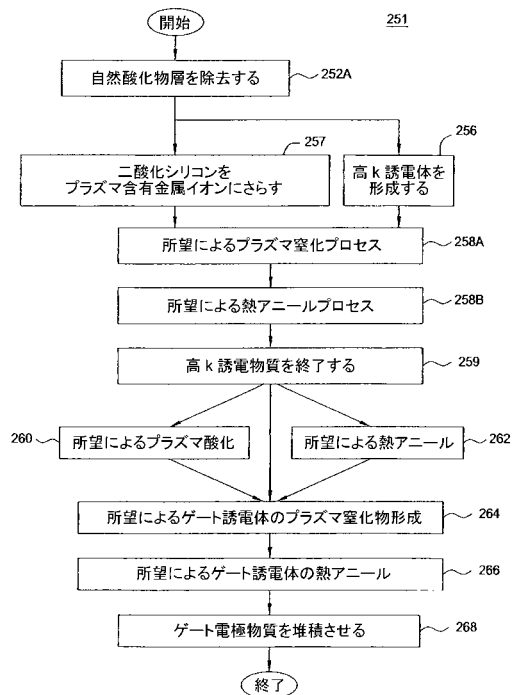 開始
251
自然酸化物層を除去する
252A
257
256
二酸化シリコンを
プラズマ含有金属イオンにさらす
高k誘電体を
形成する
所望によるプラズマ窒化プロセス
258A
所望による熱アニールプロセス
258B
高k誘電物質を終了する
259
260
所望によるプラズマ酸化
所望による熱アニール
262
所望によるゲート誘電体のプラズマ窒化物形成
264
所望によるゲート誘電体の熱アニール
266
ゲート電極物質を堆積させる
268
終了